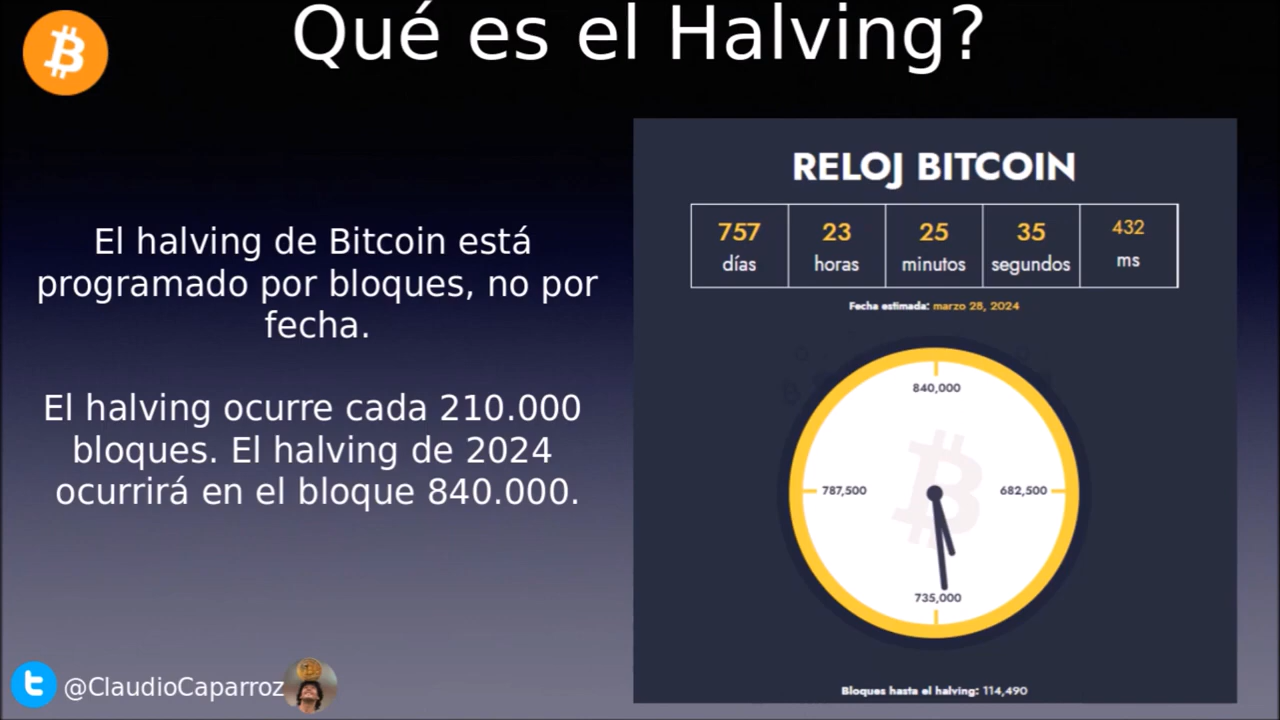 Qué es el Halving?
El halving de Bitcoin está
programado por bloques, no por
fecha.
El halving ocurre cada 210.000
bloques. El halving de 2024
ocurrirá en el bloque 840.000.
@ClaudioCaparroz
RELOJ BITCOIN
757 23 25 35 432
días horas minutos segundos ms
Fecha estimada: marzo 28, 2024
840,000
787,500 682,500
735,000
Bloques hasta el halving: 114,490